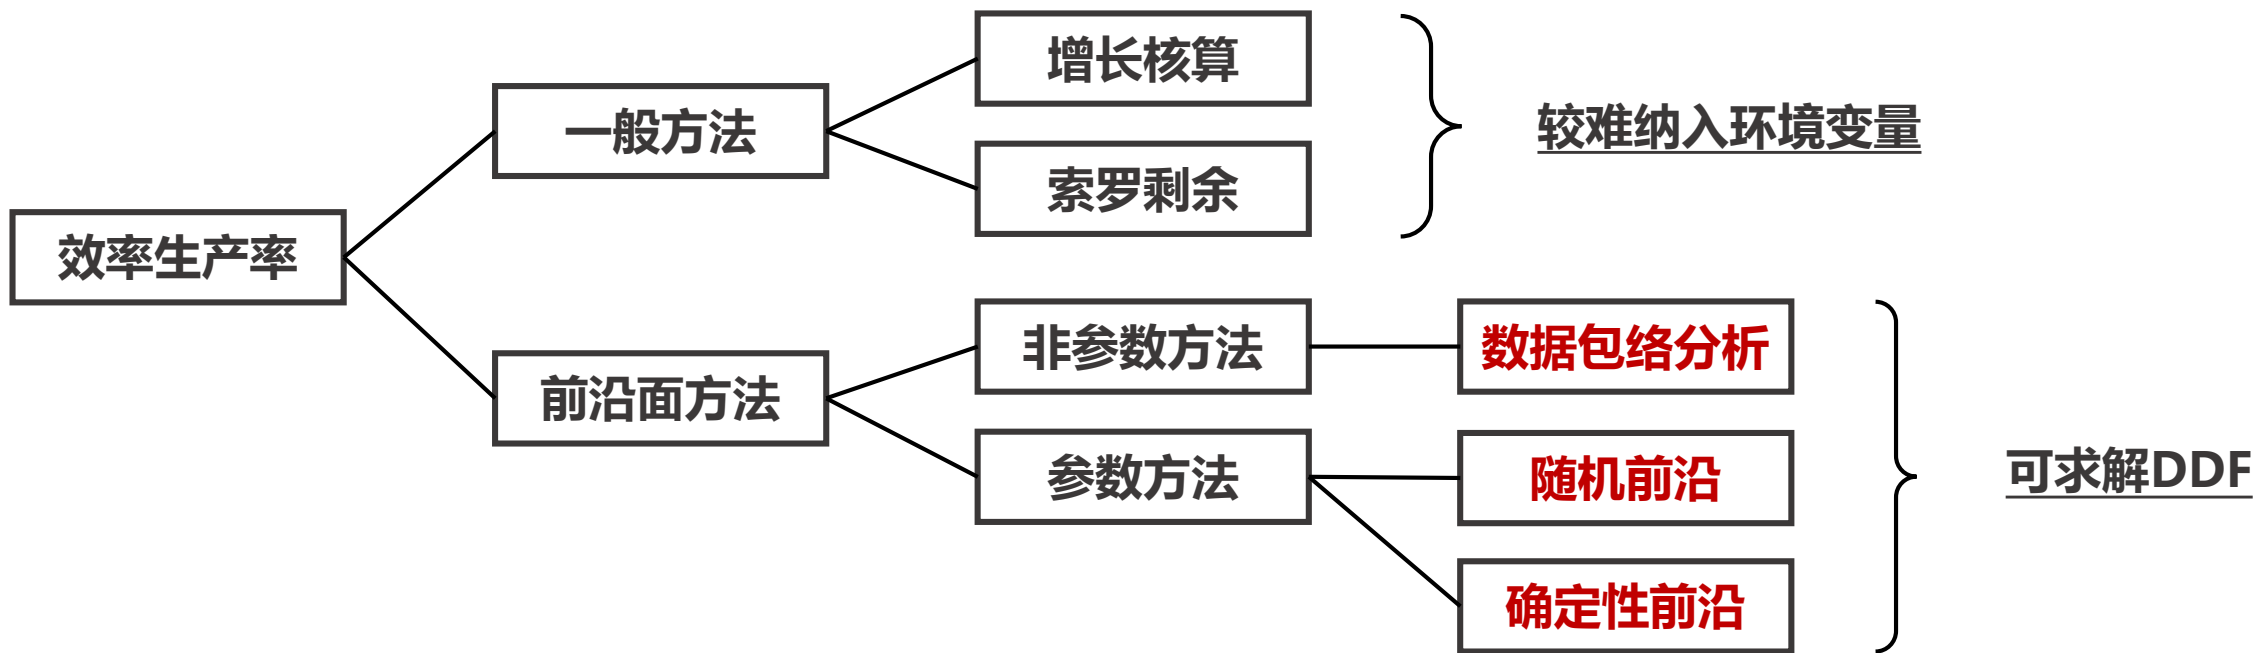 增长核算
一般方法
较难纳入环境变量
索罗剩余
效率生产率
非参数方法
数据包络分析
前沿面方法
参数方法
随机前沿
可求解DDF
确定性前沿